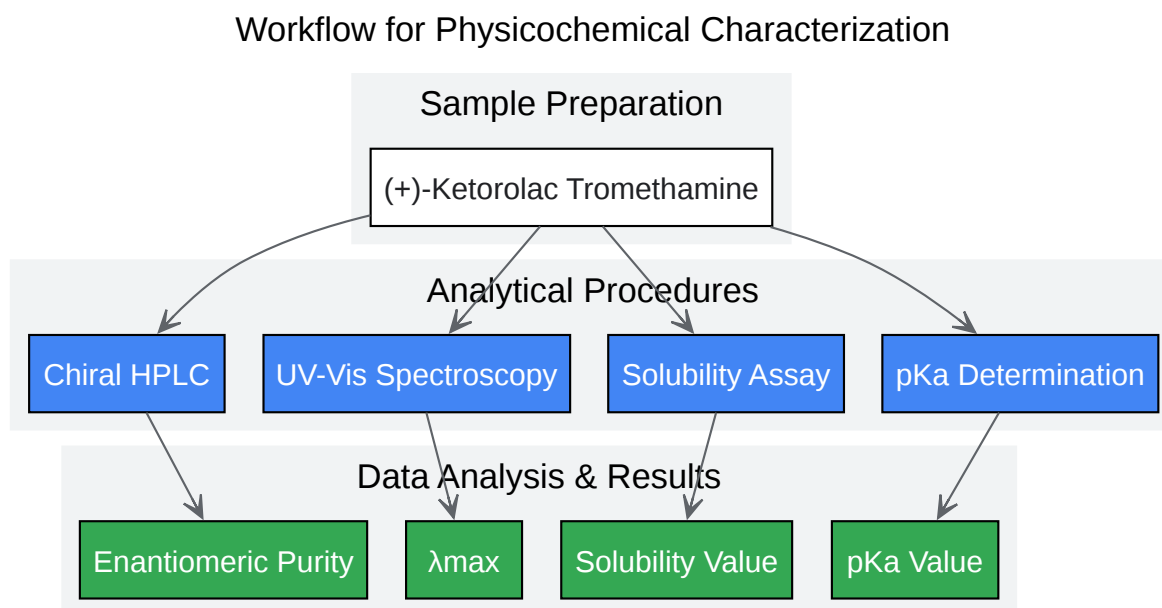 Workflow for Physicochemical Characterization
Sample Preparation
(+)-Ketorolac Tromethamine
Analytical Procedures
Chiral HPLC
UV-Vis Spectroscopy
Solubility Assay
pKa Determination
Data Analysis & Results
Enantiomeric Purity
λmax
Solubility Value
pKa Value